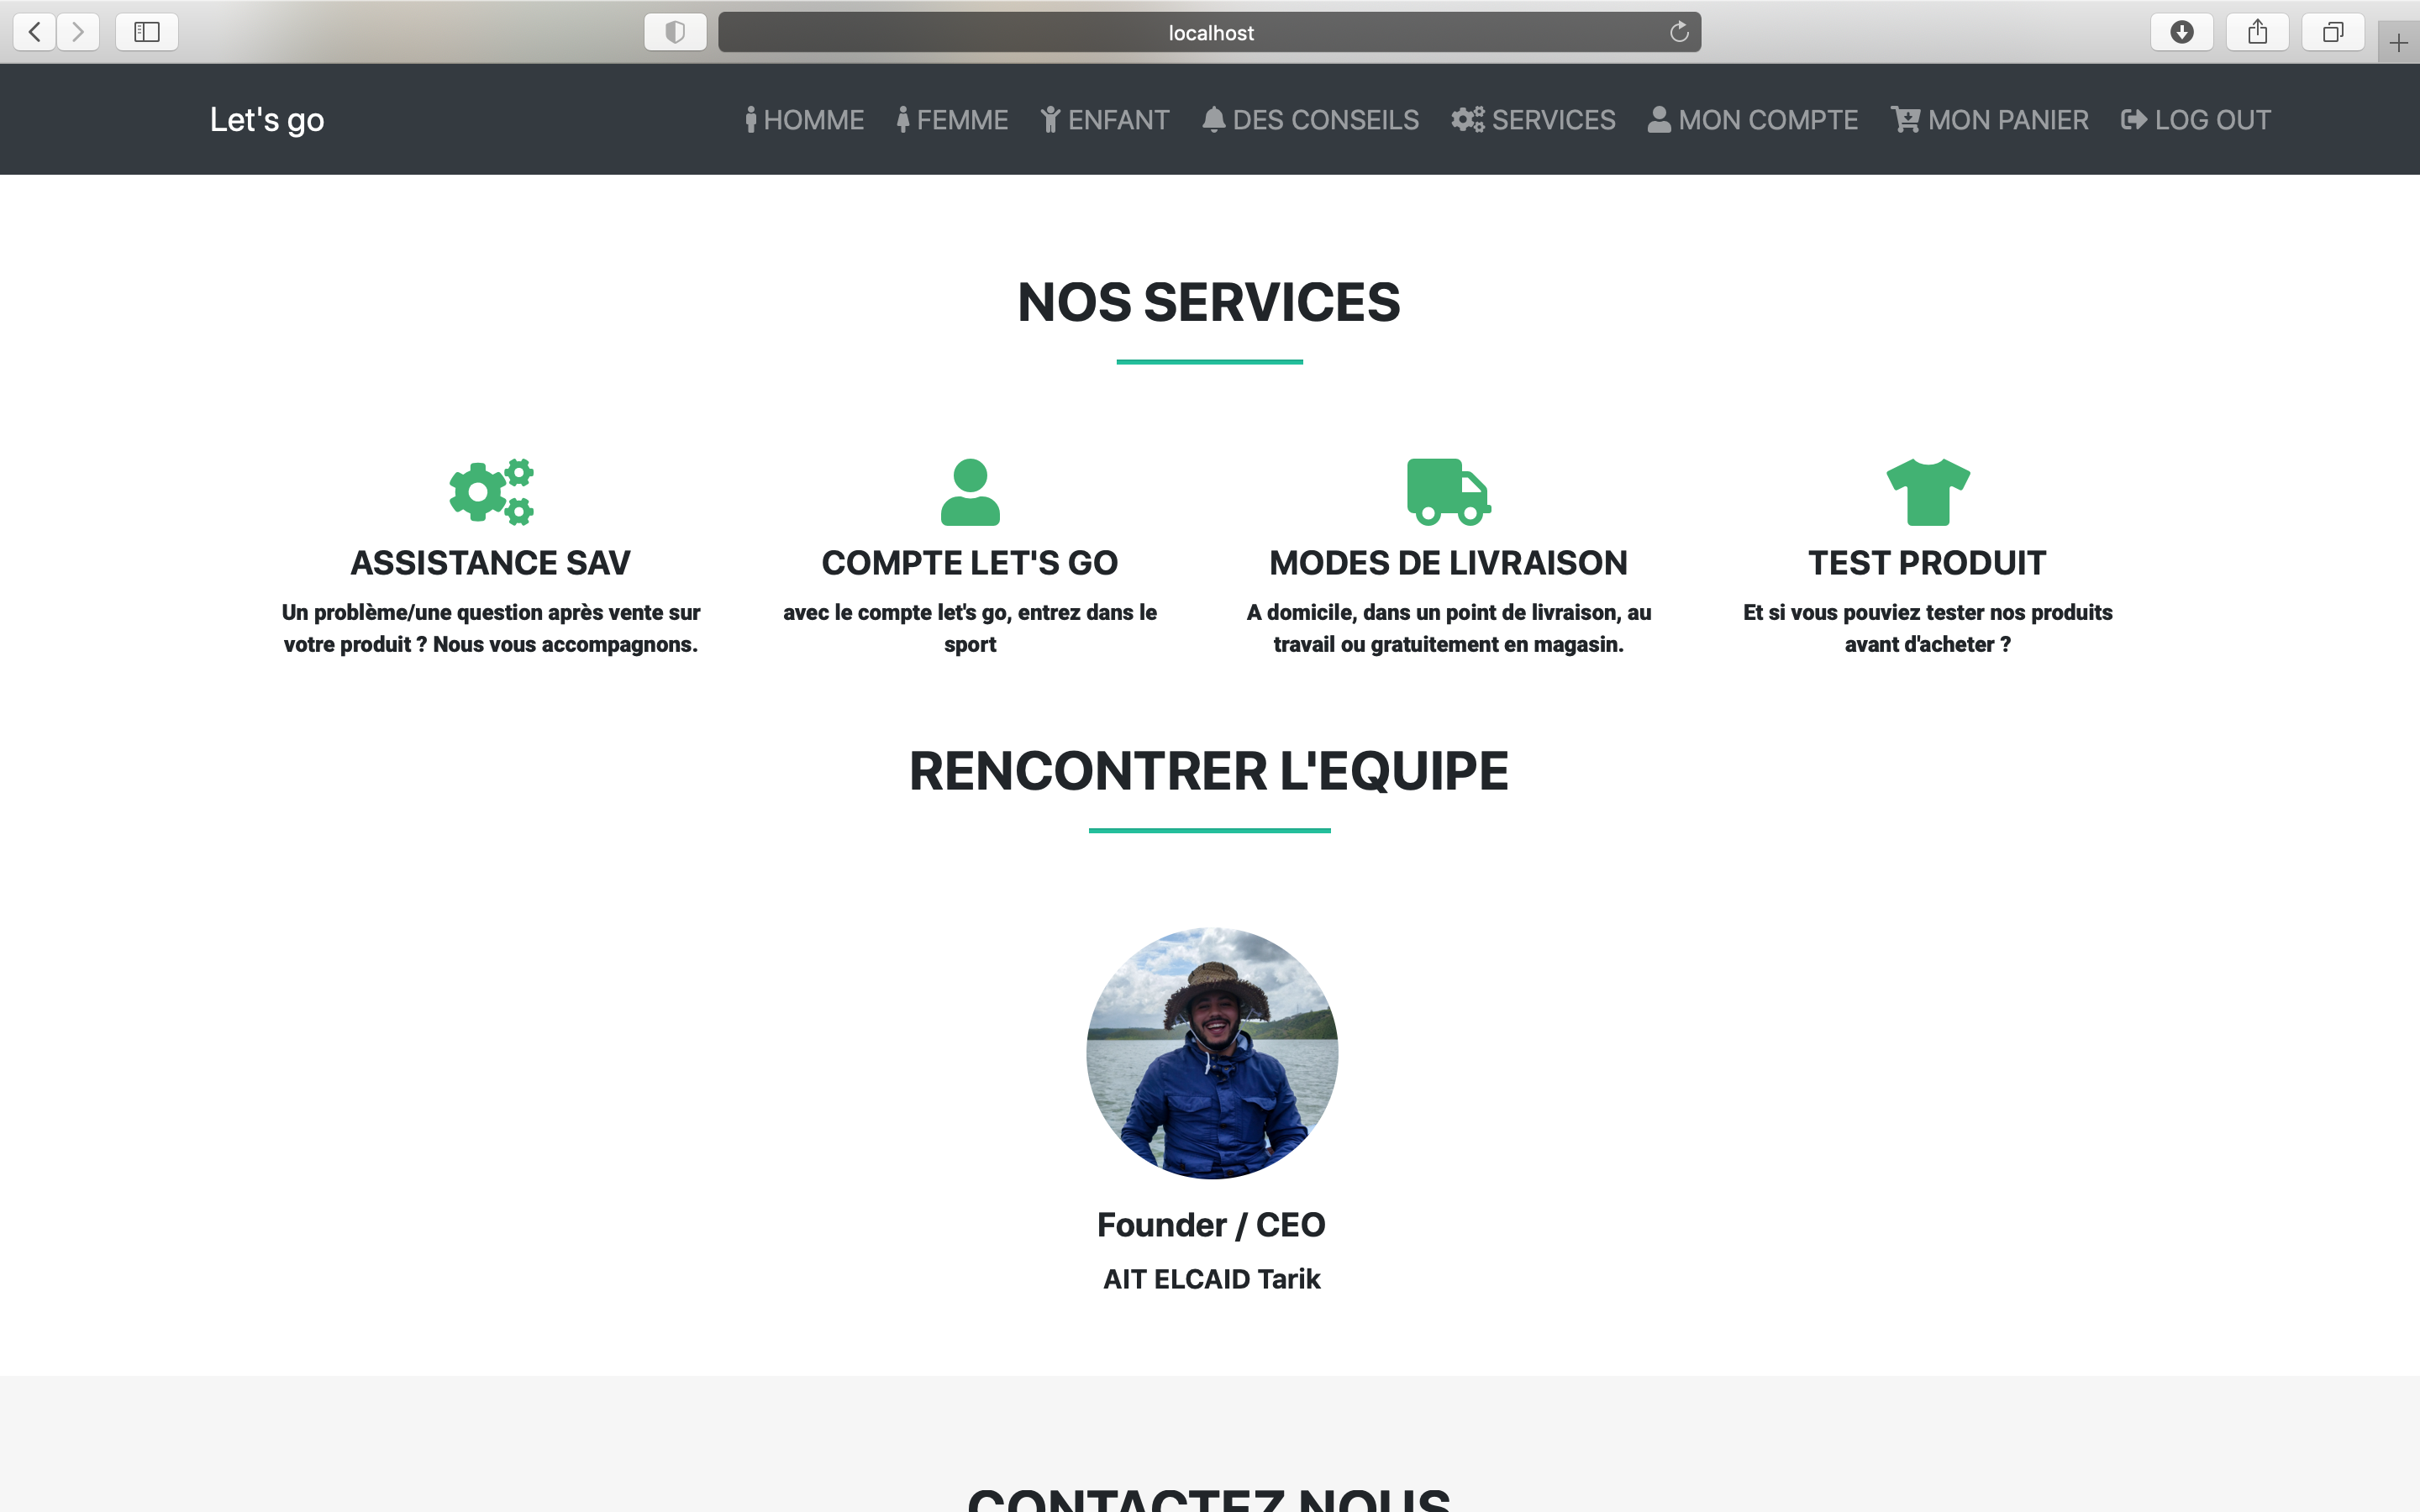 localhost
Let's go
HOMME FEMME ENFANT DES CONSEILS SERVICES MON COMPTE MON PANIER LOG OUT
NOS SERVICES
ASSISTANCE SAV
Un problème/une question après vente sur
votre produit ? Nous vous accompagnons.
COMPTE LET'S GO
avec le compte let's go, entrez dans le
sport
MODES DE LIVRAISON
A domicile, dans un point de livraison, au
travail ou gratuitement en magasin.
TEST PRODUIT
Et si vous pouviez tester nos produits
avant d'acheter ?
RENCONTRER L'EQUIPE
Founder / CEO
AIT ELCAID Tarik
CONTACTEZ NOUS